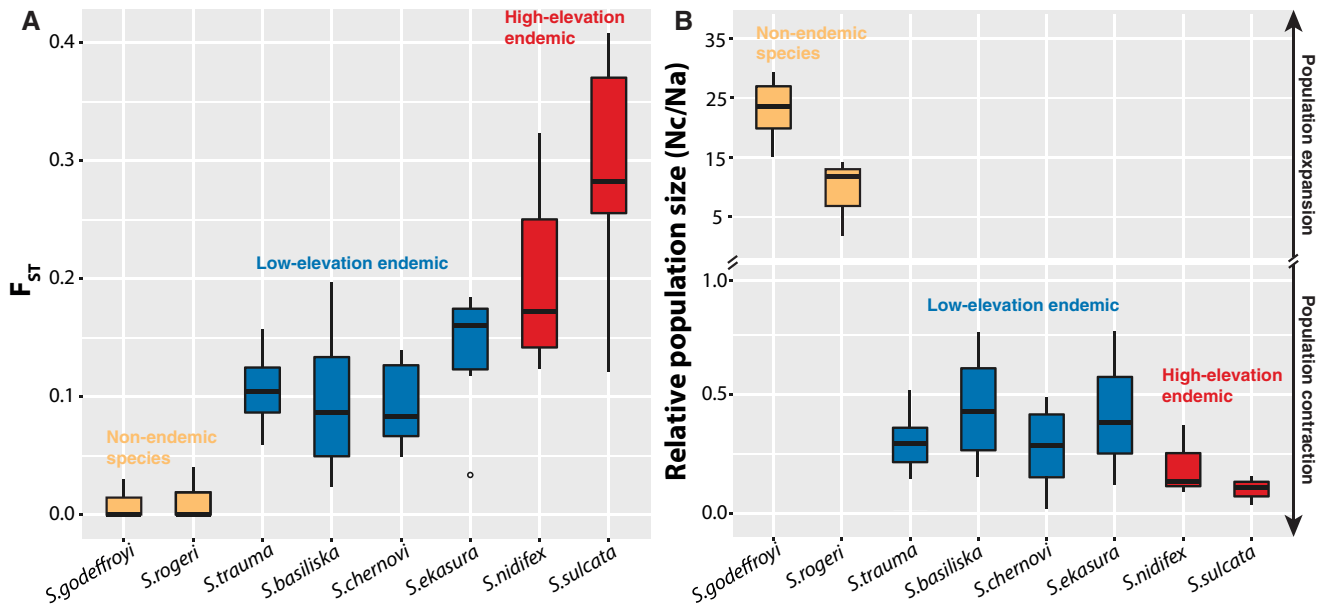 A
High-elevation
endemic
0.4
0.3
0.2
0.1
0.0
F_ST
Low-elevation endemic
Non-endemic
species
S.godeffroyi
S.rogeri
S.trauma
S.basiliska
S.chernovi
S.ekasura
S.nidifex
S.sulcata
B
Non-endemic
species
35
25
15
5
1.0
0.5
0.0
Relative population size (Nc/Na)
Low-elevation endemic
High-elevation
endemic
Population expansion
Population contraction
S.godeffroyi
S.rogeri
S.trauma
S.basiliska
S.chernovi
S.ekasura
S.nidifex
S.sulcata